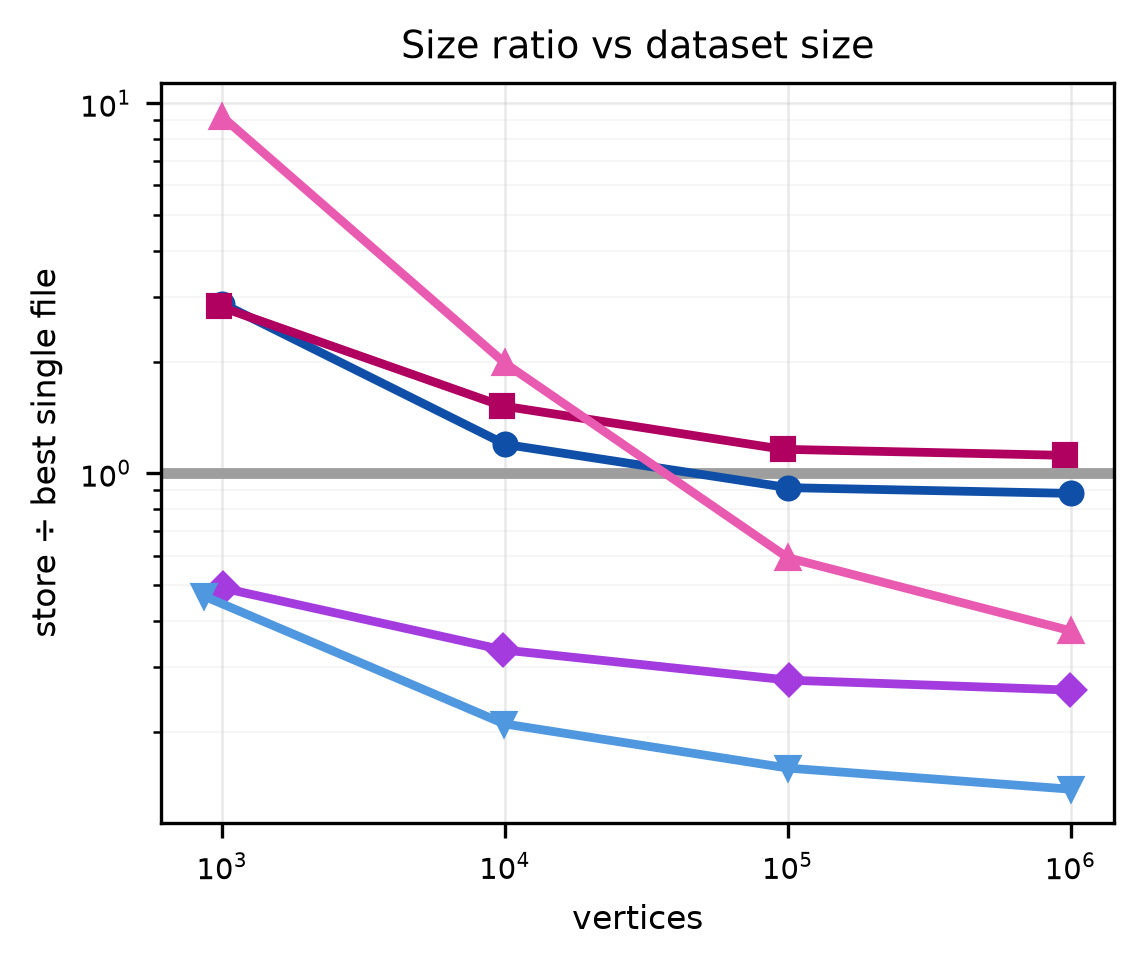 Size ratio vs dataset size
10¹
10⁰
store ÷ best single file
10³ 10⁴ 10⁵ 10⁶
vertices